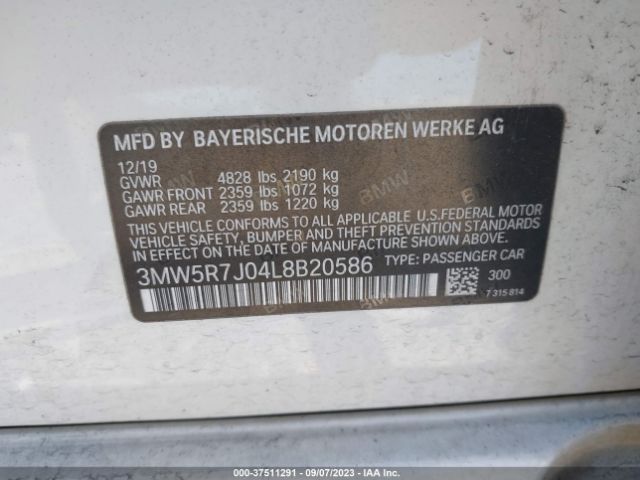 MFD BY BAYERISCHE MOTOREN WERKE AG
12/19
GVWR 4828 lbs 2190 kg
GAWR FRONT 2359 lbs 1072 kg
GAWR REAR 2359 lbs 1220 kg
THIS VEHICLE CONFORMS TO ALL APPLICABLE U.S.FEDERAL MOTOR
VEHICLE SAFETY, BUMPER AND THEFT PREVENTION STANDARDS
IN EFFECT ON THE DATE OF MANUFACTURE SHOWN ABOVE.
3MW5R7J04L8B20586 TYPE: PASSENGER CAR
300
7 315 814
000-37511291 - 09/07/2023 - IAA Inc.